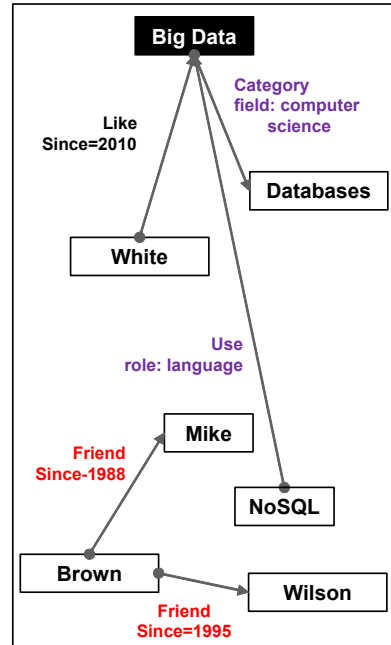 Big Data
Category
field: computer
science
Like
Since=2010
Databases
White
Use
role: language
Mike
Friend
Since-1988
NoSQL
Brown
Wilson
Friend
Since=1995